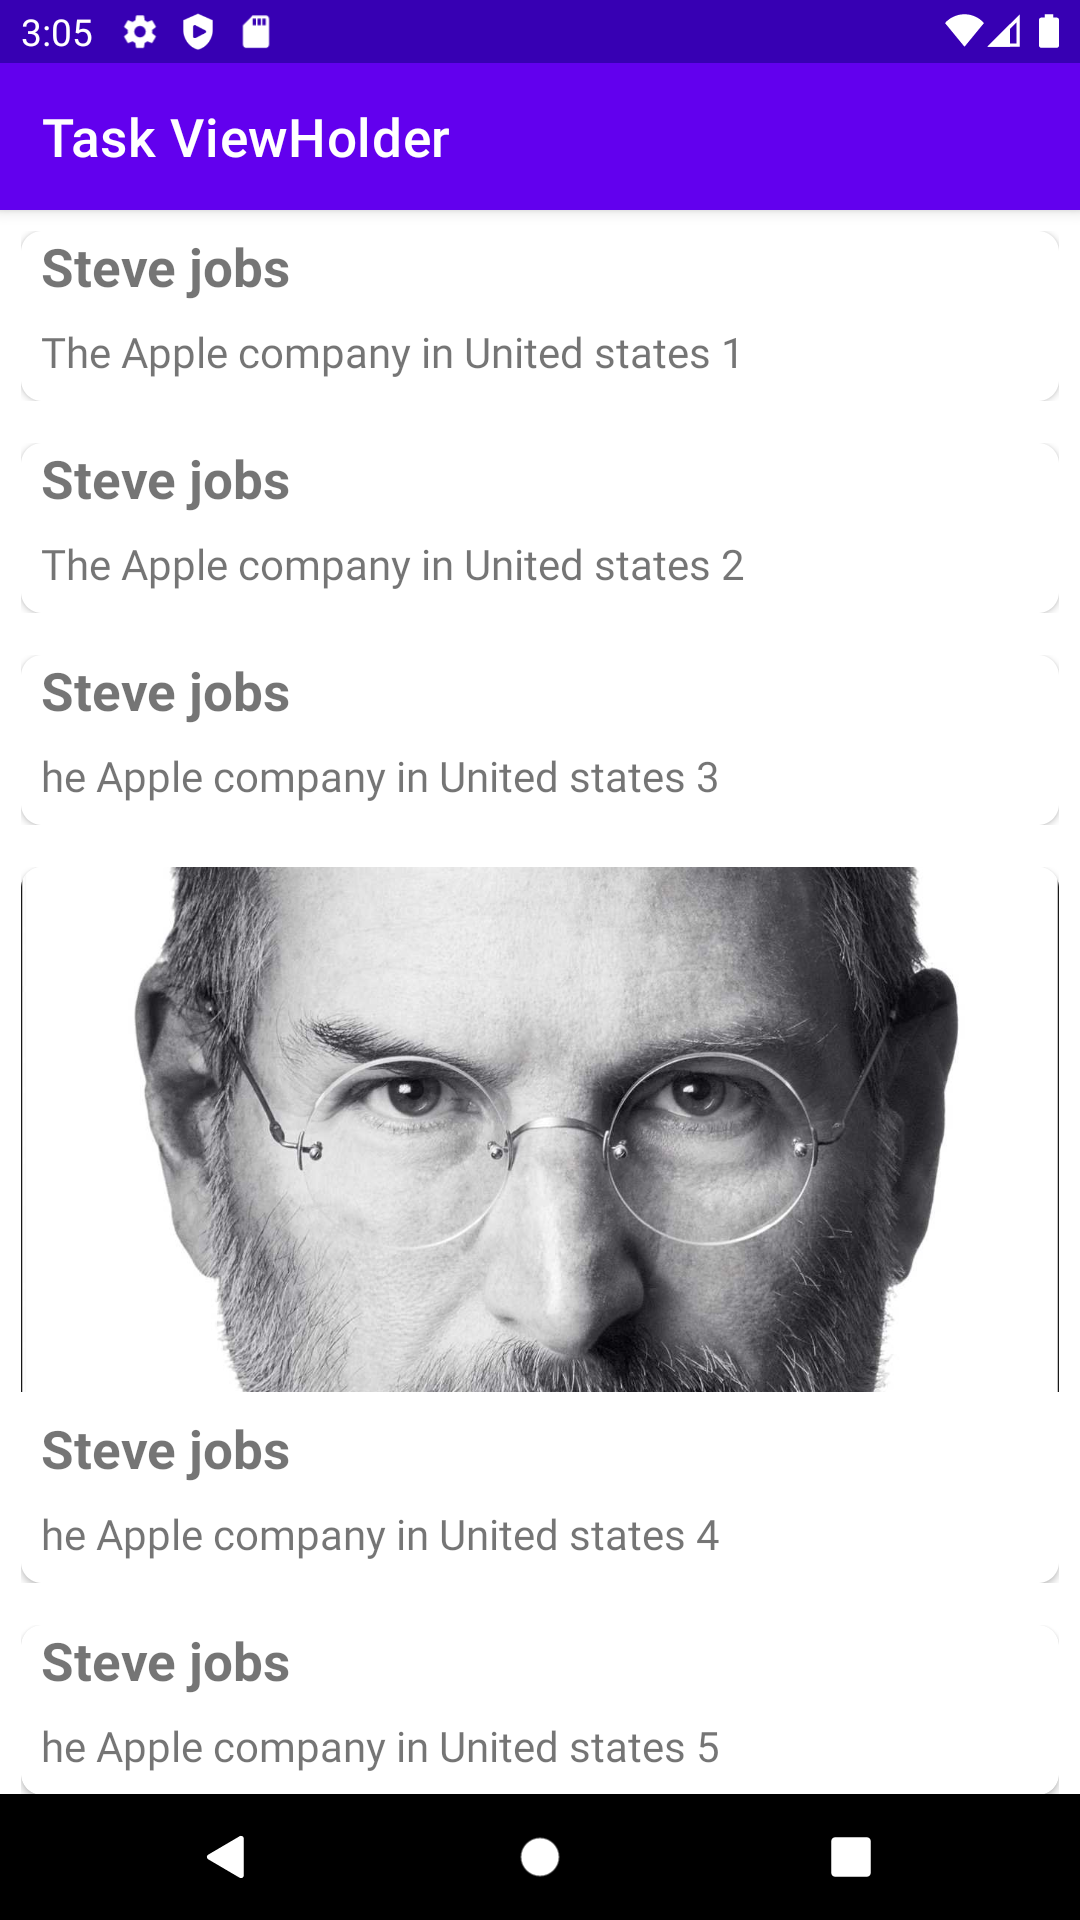 3:05
Task ViewHolder
Steve jobs
The Apple company in United states 1
Steve jobs
The Apple company in United states 2
Steve jobs
he Apple company in United states 3
Steve jobs
he Apple company in United states 4
Steve jobs
he Apple company in United states 5